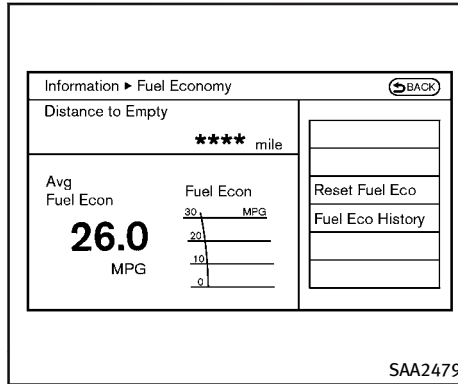 Information ▶ Fuel Economy
BACK
Distance to Empty
**** mile
Avg
Fuel Econ
26.0
MPG
Fuel Econ
30 MPG
20
10
0
Reset Fuel Eco
Fuel Eco History
SAA2479